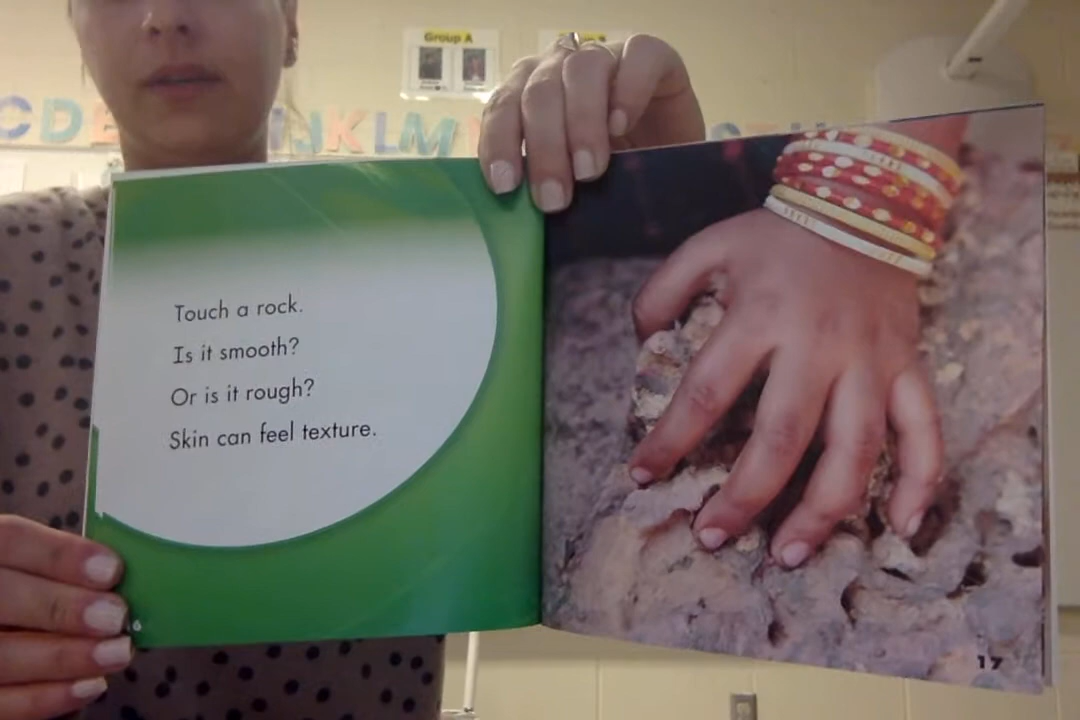 Group A
C D E I J K L M
Touch a rock.
Is it smooth?
Or is it rough?
Skin can feel texture.
17